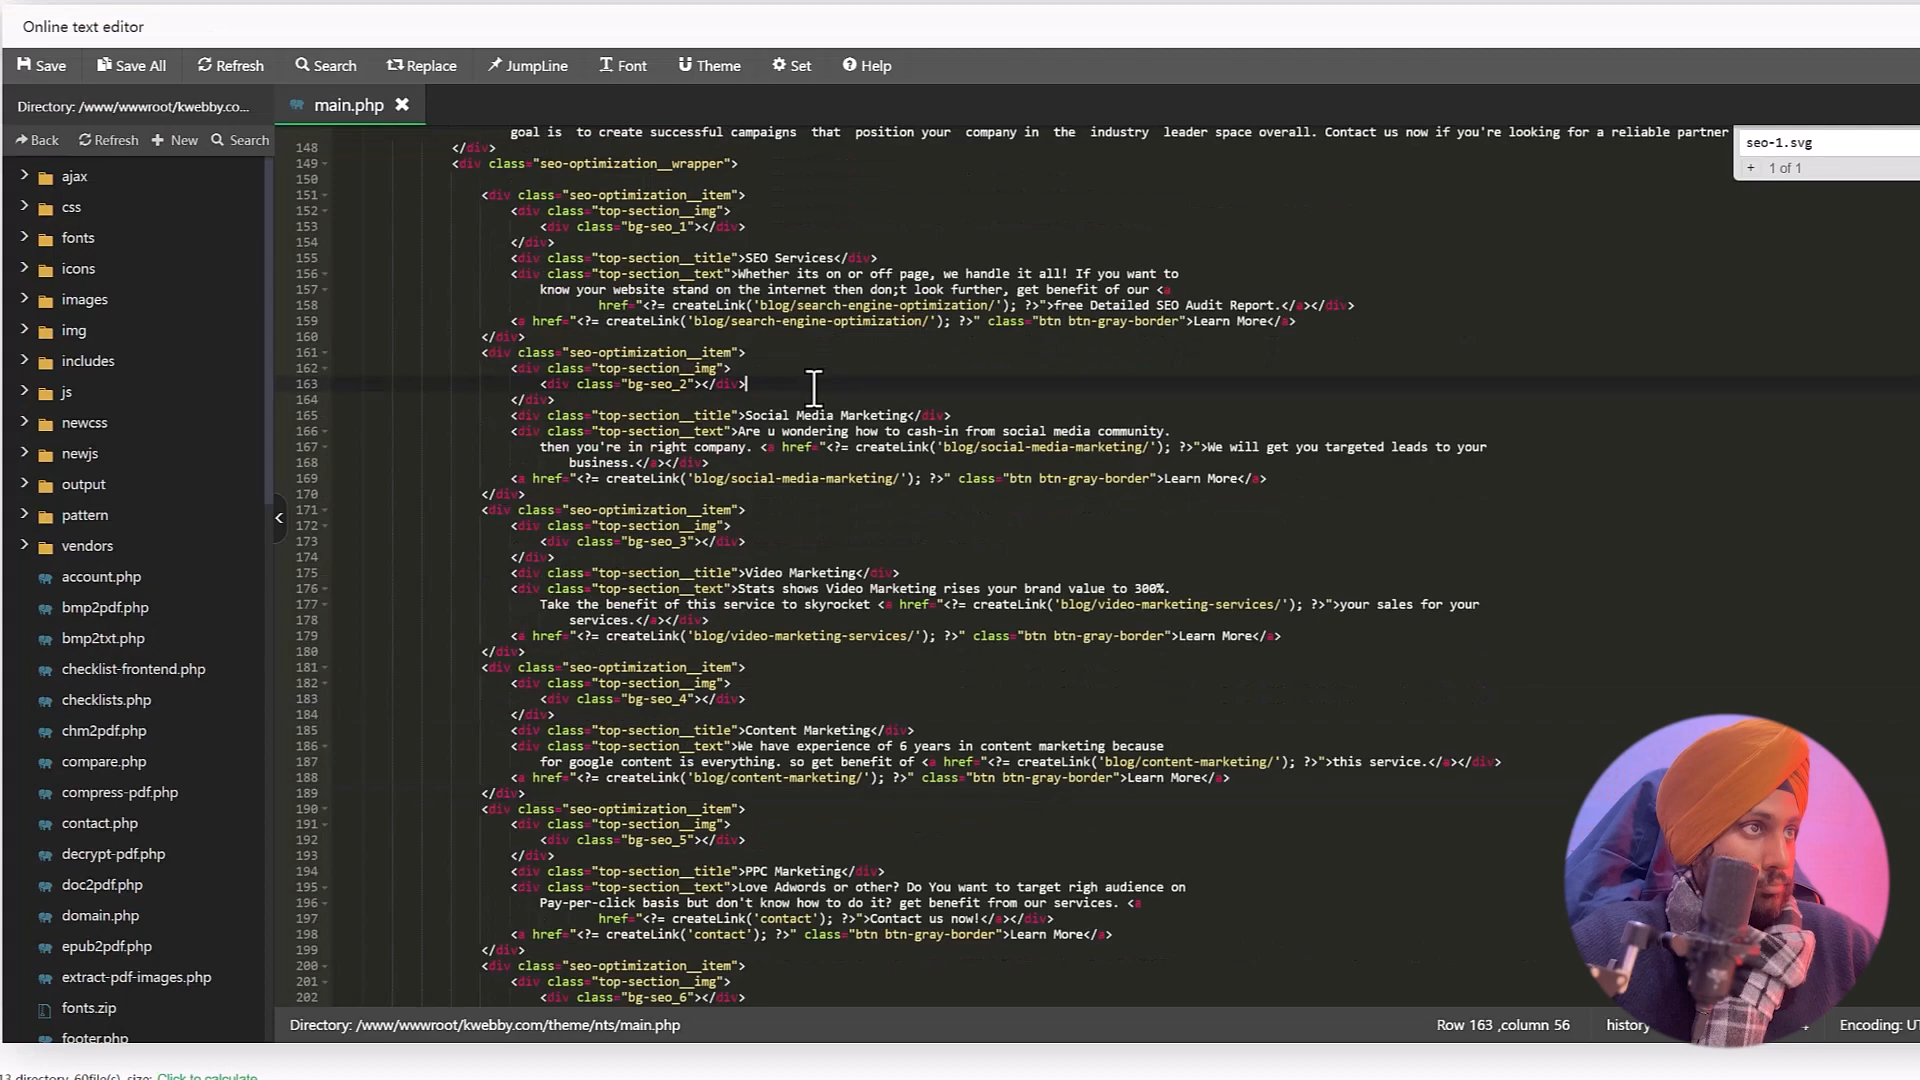 Online text editor
Save Save All Refresh Search Replace JumpLine Font Theme Set Help
Directory: /www/wwwroot/kwebby.co...
main.php
Back Refresh New Search
ajax
css
fonts
icons
images
img
includes
js
newcss
newjs
output
pattern
vendors
account.php
bmp2pdf.php
bmp2txt.php
checklist-frontend.php
checklists.php
chm2pdf.php
compare.php
compress-pdf.php
contact.php
decrypt-pdf.php
doc2pdf.php
domain.php
epub2pdf.php
extract-pdf-images.php
fonts.zip
footer.php
goal is to create successful campaigns that position your company in the industry leader space overall. Contact us now if you're looking for a reliable partner
148 </div>
149 <div class="seo-optimization__wrapper">
150
151 <div class="seo-optimization__item">
152 <div class="top-section__img">
153 <div class="bg-seo_1"></div>
154 </div>
155 <div class="top-section__title">SEO Services</div>
156 <div class="top-section__text">Whether its on or off page, we handle it all! If you want to
157 know your website stand on the internet then don;t look further, get benefit of our <a
158 href="<?= createLink('blog/search-engine-optimization/'); ?>">free Detailed SEO Audit Report.</a></div>
159 <a href="<?= createLink('blog/search-engine-optimization/'); ?>" class="btn btn-gray-border">Learn More</a>
160 </div>
161 <div class="seo-optimization__item">
162 <div class="top-section__img">
163 <div class="bg-seo_2"></div>
164 </div>
165 <div class="top-section__title">Social Media Marketing</div>
166 <div class="top-section__text">Are u wondering how to cash-in from social media community.
167 then you're in right company. <a href="<?= createLink('blog/social-media-marketing/'); ?>">We will get you targeted leads to your
168 business.</a></div>
169 <a href="<?= createLink('blog/social-media-marketing/'); ?>" class="btn btn-gray-border">Learn More</a>
170 </div>
171 <div class="seo-optimization__item">
172 <div class="top-section__img">
173 <div class="bg-seo_3"></div>
174 </div>
175 <div class="top-section__title">Video Marketing</div>
176 <div class="top-section__text">Stats shows Video Marketing rises your brand value to 300%.
177 Take the benefit of this service to skyrocket <a href="<?= createLink('blog/video-marketing-services/'); ?>">your sales for your
178 services.</a></div>
179 <a href="<?= createLink('blog/video-marketing-services/'); ?>" class="btn btn-gray-border">Learn More</a>
180 </div>
181 <div class="seo-optimization__item">
182 <div class="top-section__img">
183 <div class="bg-seo_4"></div>
184 </div>
185 <div class="top-section__title">Content Marketing</div>
186 <div class="top-section__text">We have experience of 6 years in content marketing because
187 for google content is everything. so get benefit of <a href="<?= createLink('blog/content-marketing/'); ?>">this service.</a></div>
188 <a href="<?= createLink('blog/content-marketing/'); ?>" class="btn btn-gray-border">Learn More</a>
189 </div>
190 <div class="seo-optimization__item">
191 <div class="top-section__img">
192 <div class="bg-seo_5"></div>
193 </div>
194 <div class="top-section__title">PPC Marketing</div>
195 <div class="top-section__text">Love Adwords or other? Do You want to target righ audience on
196 Pay-per-click basis but don't know how to do it? get benefit from our services. <a
197 href="<?= createLink('contact'); ?>">Contact us now!</a></div>
198 <a href="<?= createLink('contact'); ?>" class="btn btn-gray-border">Learn More</a>
199 </div>
200 <div class="seo-optimization__item">
201 <div class="top-section__img">
202 <div class="bg-seo_6"></div>
seo-1.svg
+ 1 of 1
Directory: /www/wwwroot/kwebby.com/theme/nts/main.php
Row 163 ,column 56 history Encoding: UT
13 directory, 60file(s), size: Click to calculate